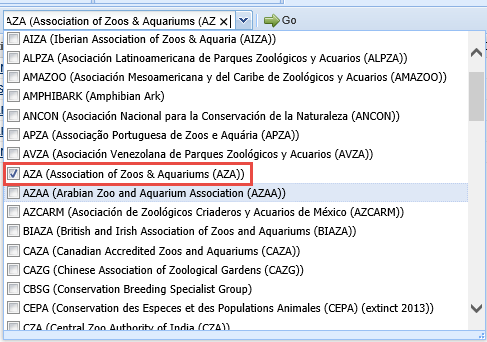 AZA (Association of Zoos & Aquariums (AZ x Go
AIZA (Iberian Association of Zoos & Aquaria (AIZA))
ALPZA (Asociación Latinoamericana de Parques Zoológicos y Acuarios (ALPZA))
AMAZOO (Asociación Mesoamericana y del Caribe de Zoológicos y Acuarios (AMAZOO))
AMPHIBARK (Amphibian Ark)
ANCON (Asociación Nacional para la Conservación de la Naturaleza (ANCON))
APZA (Associação Portuguesa de Zoos e Aquária (APZA))
AVZA (Asociación Venezolana de Parques Zoológicos y Acuarios (AVZA))
AZA (Association of Zoos & Aquariums (AZA))
AZAA (Arabian Zoo and Aquarium Association (AZAA))
AZCARM (Asociación de Zoológicos Criaderos y Acuarios de México (AZCARM))
BIAZA (British and Irish Association of Zoos and Aquariums (BIAZA))
CAZA (Canadian Accredited Zoos and Aquariums (CAZA))
CAZG (Chinese Association of Zoological Gardens (CAZG))
CBSG (Conservation Breeding Specialist Group)
CEPA (Conservation des Especes et des Populations Animales (CEPA) (extinct 2013))
CZA (Central Zoo Authority of India (CZA))